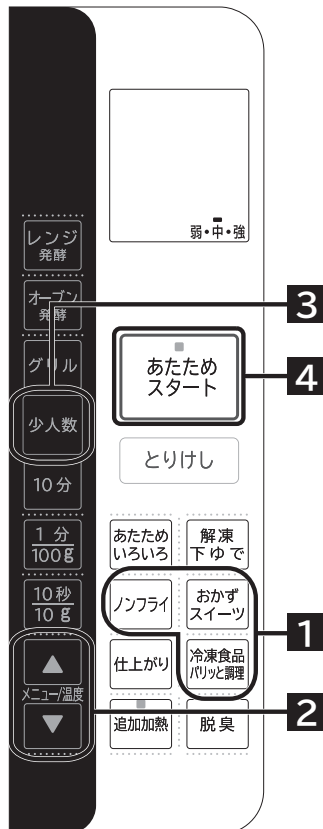 弱・中・強
レンジ
発酵
オーブン
発酵
グリル
少人数
10分
1分
100g
10秒
10g
▲
メニュー/温度
▼
あたため
スタート
とりけし
あたため
いろいろ
解凍
下ゆで
ノンフライ
おかず
スイーツ
仕上がり
冷凍食品
パリッと調理
追加加熱
脱臭
3
4
1
2